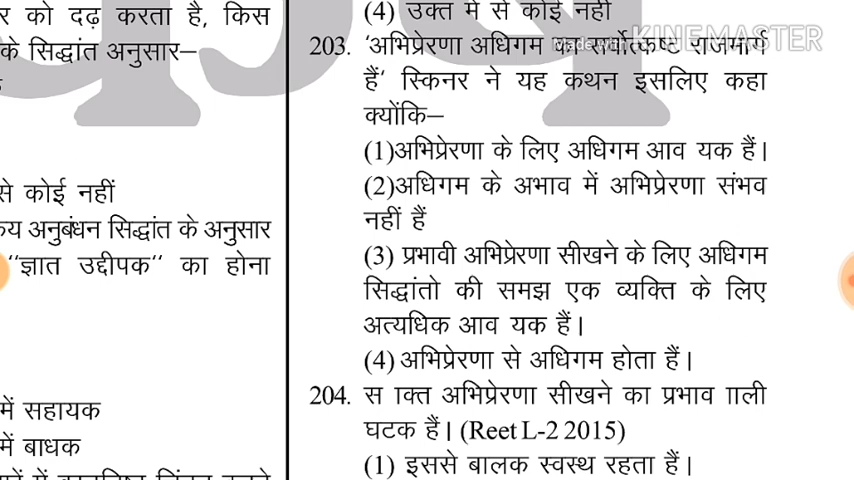 र को दढ़ करता है, किस
के सिद्धांत अनुसार–
से कोई नहीं
अनुबंधन सिद्धांत के अनुसार
"ज्ञात उद्दीपक" का होना
में सहायक
में बाधक
(4) उक्त में से कोई नहीं
203. 'अभिप्रेरणा अधिगम का सर्वोत्कष्ट राजमार्ग
हैं' स्किनर ने यह कथन इसलिए कहा
क्योंकि–
(1)अभिप्रेरणा के लिए अधिगम आव यक हैं।
(2)अधिगम के अभाव में अभिप्रेरणा संभव
नहीं हैं
(3) प्रभावी अभिप्रेरणा सीखने के लिए अधिगम
सिद्धांतो की समझ एक व्यक्ति के लिए
अत्यधिक आव यक हैं।
(4) अभिप्रेरणा से अधिगम होता हैं।
204. स ाक्त अभिप्रेरणा सीखने का प्रभाव ााली
घटक हैं। (Reet L-2 2015)
(1) इससे बालक स्वस्थ रहता हैं।
Made with KINEMASTER